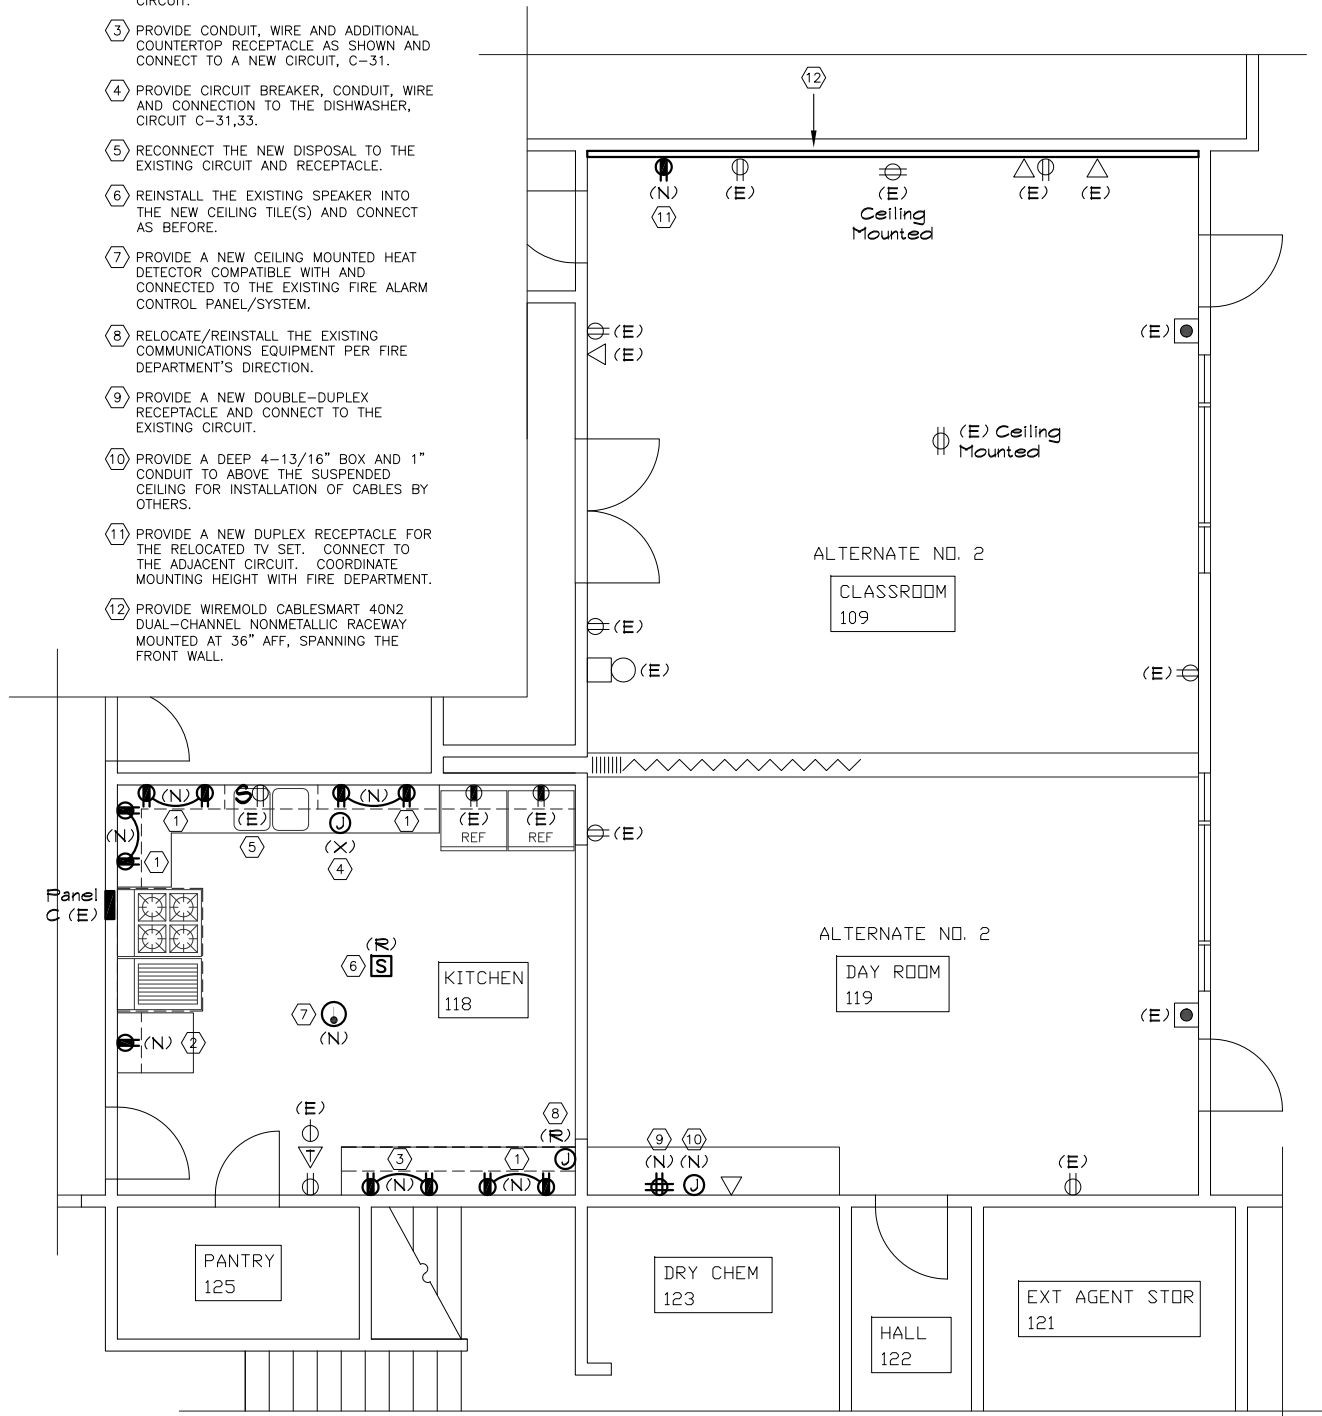 CIRCUIT.
3 PROVIDE CONDUIT, WIRE AND ADDITIONAL
COUNTERTOP RECEPTACLE AS SHOWN AND
CONNECT TO A NEW CIRCUIT, C-31.
4 PROVIDE CIRCUIT BREAKER, CONDUIT, WIRE
AND CONNECTION TO THE DISHWASHER,
CIRCUIT C-31,33.
5 RECONNECT THE NEW DISPOSAL TO THE
EXISTING CIRCUIT AND RECEPTACLE.
6 REINSTALL THE EXISTING SPEAKER INTO
THE NEW CEILING TILE(S) AND CONNECT
AS BEFORE.
7 PROVIDE A NEW CEILING MOUNTED HEAT
DETECTOR COMPATIBLE WITH AND
CONNECTED TO THE EXISTING FIRE ALARM
CONTROL PANEL/SYSTEM.
8 RELOCATE/REINSTALL THE EXISTING
COMMUNICATIONS EQUIPMENT PER FIRE
DEPARTMENT'S DIRECTION.
9 PROVIDE A NEW DOUBLE-DUPLEX
RECEPTACLE AND CONNECT TO THE
EXISTING CIRCUIT.
10 PROVIDE A DEEP 4-13/16" BOX AND 1"
CONDUIT TO ABOVE THE SUSPENDED
CEILING FOR INSTALLATION OF CABLES BY
OTHERS.
11 PROVIDE A NEW DUPLEX RECEPTACLE FOR
THE RELOCATED TV SET. CONNECT TO
THE ADJACENT CIRCUIT. COORDINATE
MOUNTING HEIGHT WITH FIRE DEPARTMENT.
12 PROVIDE WIREMOLD CABLESMART 40N2
DUAL-CHANNEL NONMETALLIC RACEWAY
MOUNTED AT 36" AFF, SPANNING THE
FRONT WALL.
12
(N) (E) (E) (E) (E)
11
Ceiling
Mounted
(E)
(E)
(E)
(E) Ceiling
Mounted
ALTERNATE NO. 2
CLASSROOM
109
(E)
(E)
(E)
(N) S (N)
1 (E) J 1 (E) (E)
REF REF
(N)
5 (X)
1 4
(E)
Panel
C (E)
ALTERNATE NO. 2
DAY ROOM
119
(R)
6 S
KITCHEN
118
7
(N)
(E)
(N) 2
(E)
8
(R)
T
J
3 1
(N) (N)
9 10
(N) (N)
J
(E)
PANTRY
125
DRY CHEM
123
HALL
122
EXT AGENT STOR
121